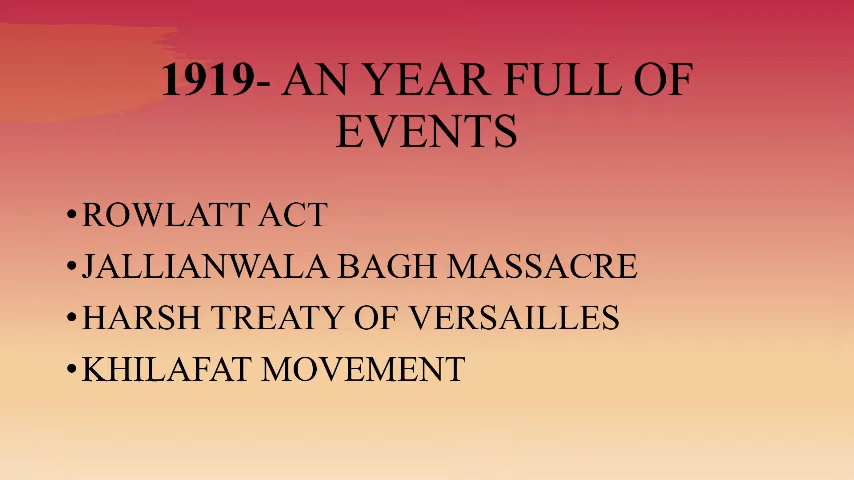 1919- AN YEAR FULL OF
EVENTS
•ROWLATT ACT
•JALLIANWALA BAGH MASSACRE
•HARSH TREATY OF VERSAILLES
•KHILAFAT MOVEMENT